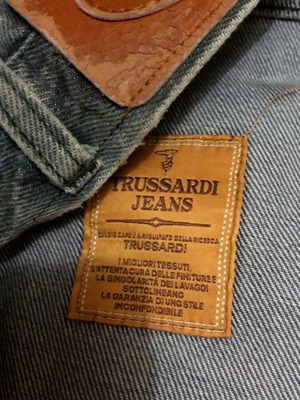 TRUSSARDI
JEANS
QUESTO CAPO È IL RISULTATO DELLA RICERCA
TRUSSARDI
I MIGLIORI TESSUTI,
L'ATTENTA CURA DELLE FINITURE E
LA SINGOLARITÀ DEI LAVAGGI
SOTTOLINEANO
LA GARANZIA DI UNO STILE
INCONFONDIBILE